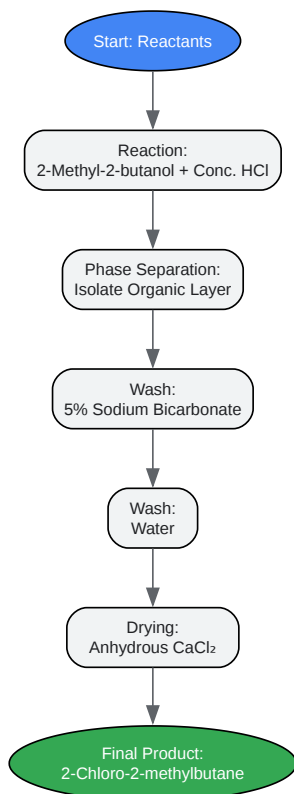 Start: Reactants
Reaction:
2-Methyl-2-butanol + Conc. HCl
Phase Separation:
Isolate Organic Layer
Wash:
5% Sodium Bicarbonate
Wash:
Water
Drying:
Anhydrous CaCl₂
Final Product:
2-Chloro-2-methylbutane